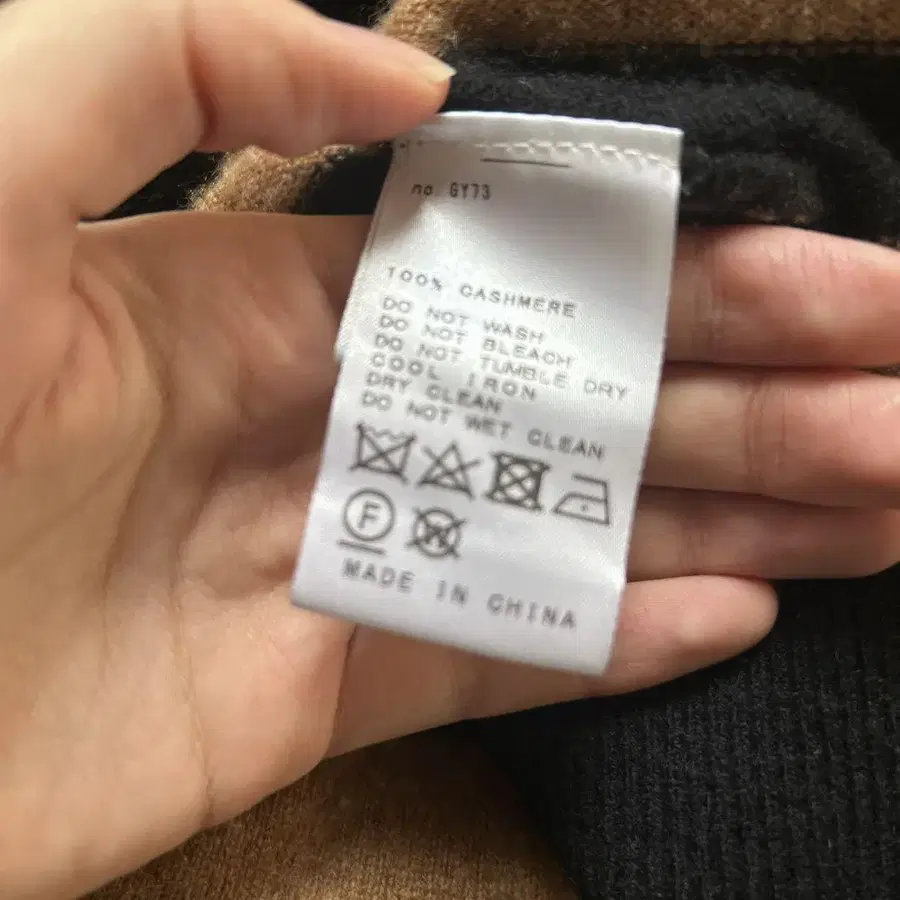 no. GY73
100% CASHMERE
DO NOT WASH
DO NOT BLEACH
DO NOT TUMBLE DRY
COOL IRON
DRY CLEAN
DO NOT WET CLEAN
F W
MADE IN CHINA